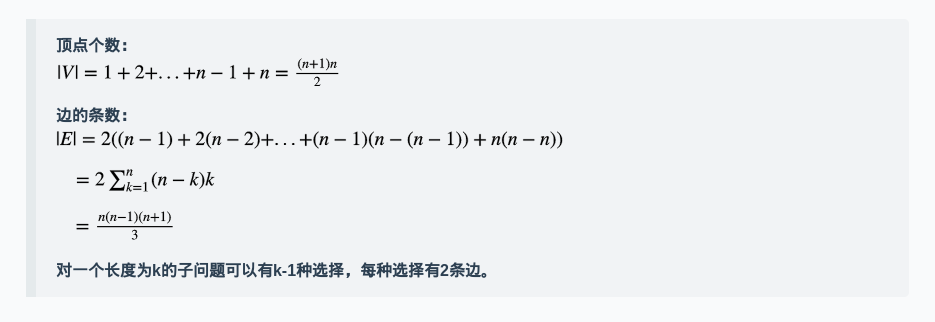 顶点个数:
|V| = 1 + 2+...+n − 1 + n = \frac{(n+1)n}{2}
边的条数:
|E| = 2((n − 1) + 2(n − 2)+...+(n − 1)(n − (n − 1)) + n(n − n))
= 2 \sum_{k=1}^{n} (n − k)k
= \frac{n(n−1)(n+1)}{3}
对一个长度为k的子问题可以有k-1种选择，每种选择有2条边。